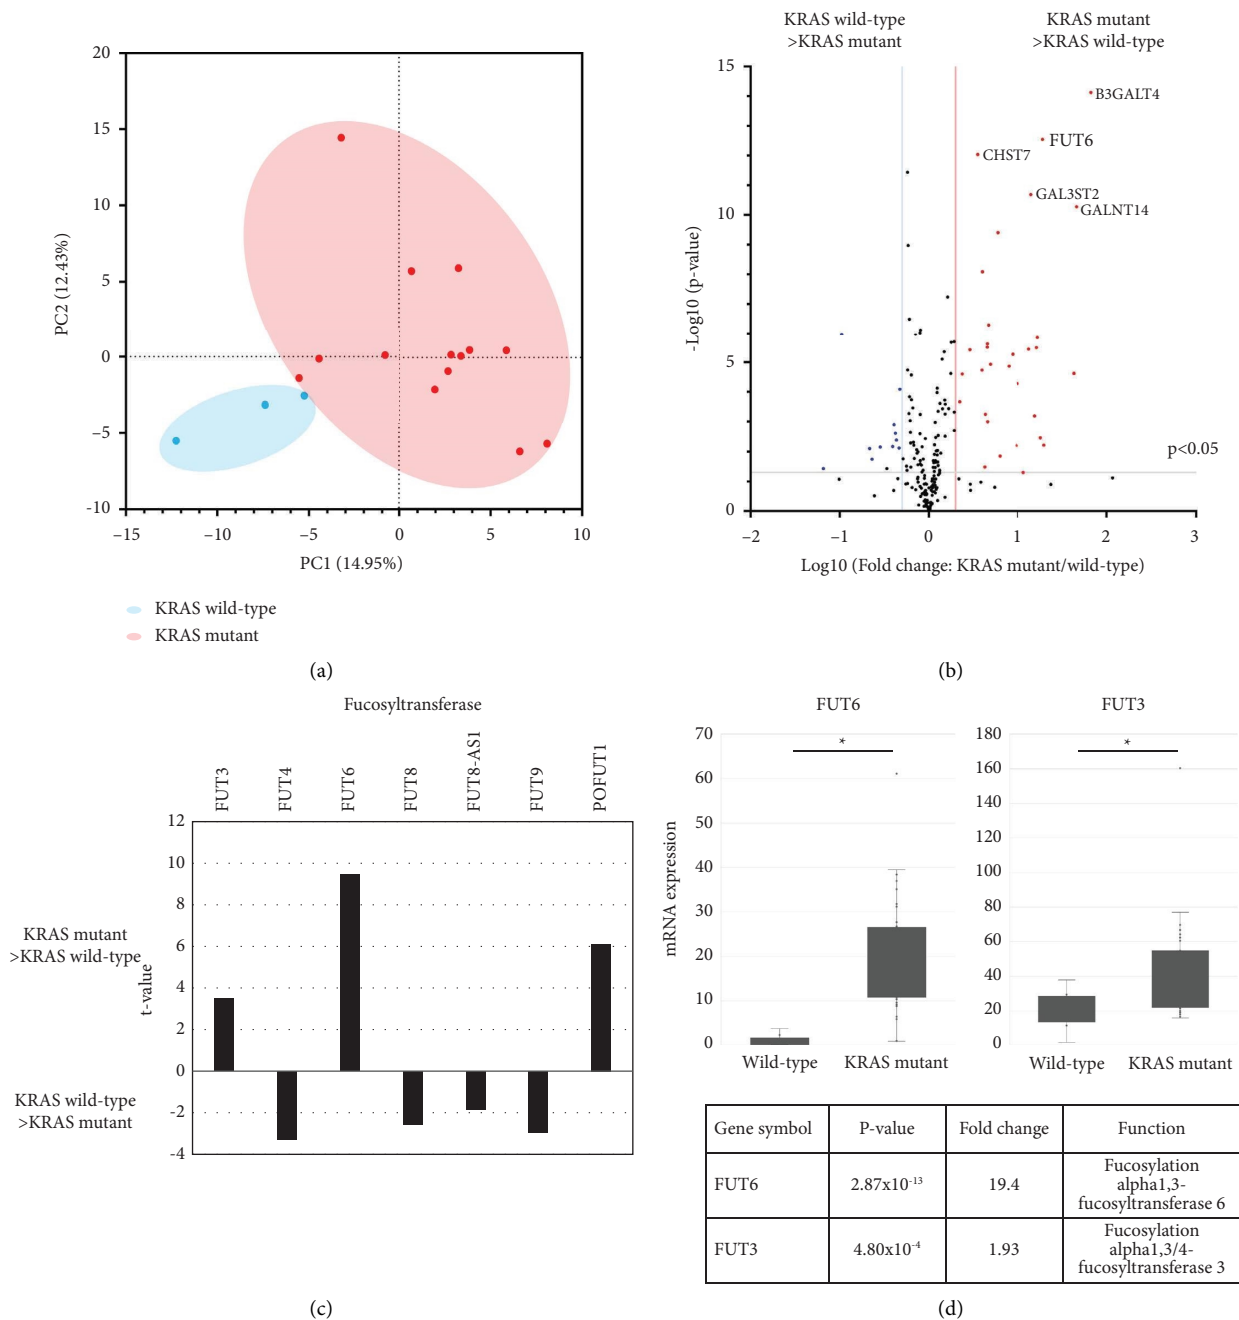 20
15
10
5
0
-5
-10
PC2 (12.43%)
−15
−10
−5
0
5
10
PC1 (14.95%)
KRAS wild-type
KRAS mutant
(a)
KRAS wild-type
>KRAS mutant
KRAS mutant
>KRAS wild-type
15
10
5
0
-Log10 (p-value)
B3GALT4
FUT6
CHST7
GAL3ST2
GALNT14
p<0.05
−2
−1
0
1
2
3
Log10 (Fold change: KRAS mutant/wild-type)
(b)
Fucosyltransferase
FUT3
FUT4
FUT6
FUT8
FUT8-AS1
FUT9
POFUT1
12
10
8
6
4
2
0
−2
−4
t-value
KRAS mutant
>KRAS wild-type
KRAS wild-type
>KRAS mutant
(c)
FUT6
70
60
50
40
30
20
10
0
mRNA expression
*
Wild-type
KRAS mutant
FUT3
180
160
140
120
100
80
60
40
20
0
*
Wild-type
KRAS mutant
Gene symbol P-value Fold change Function
FUT6 2.87x10-13 19.4 Fucosylation
alpha1,3-
fucosyltransferase 6
FUT3 4.80x10-4 1.93 Fucosylation
alpha1,3/4-
fucosyltransferase 3
(d)